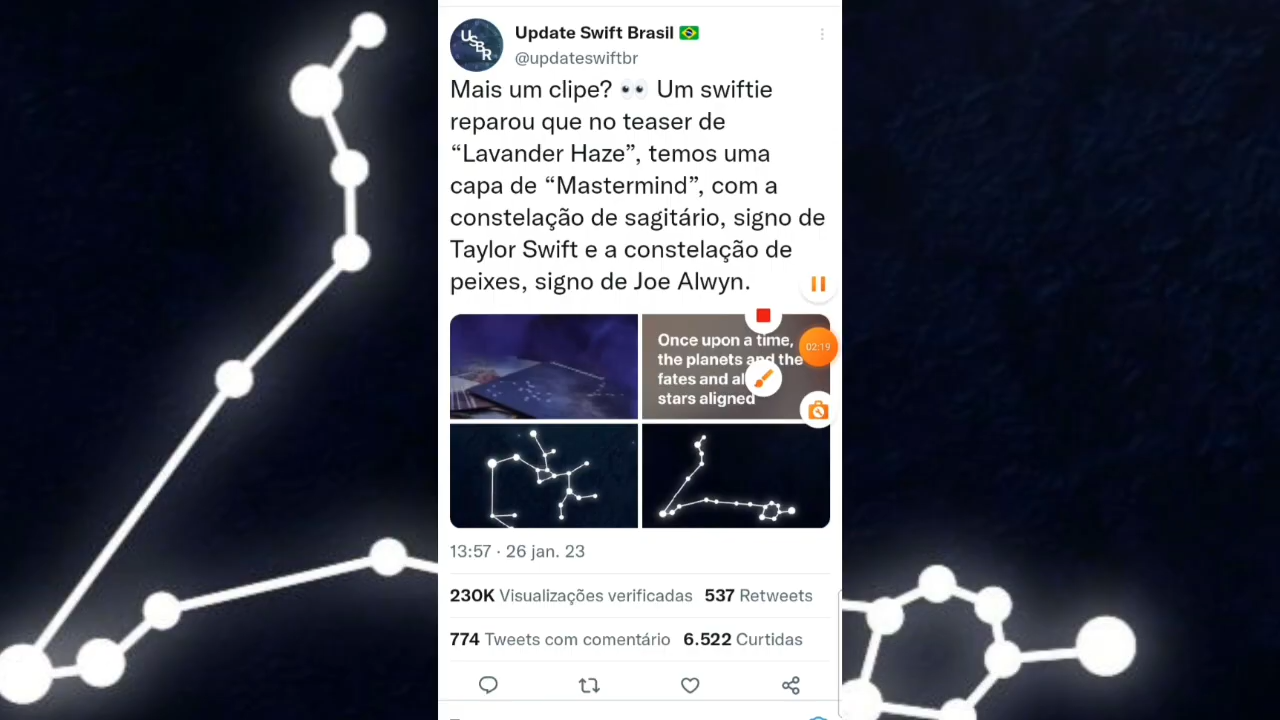 USBR
Update Swift Brasil
@updateswiftbr
Mais um clipe? 👀 Um swiftie
reparou que no teaser de
“Lavander Haze”, temos uma
capa de “Mastermind”, com a
constelação de sagitário, signo de
Taylor Swift e a constelação de
peixes, signo de Joe Alwyn.
Once upon a time,
the planets and the
fates and al
stars aligned
02:19
13:57 · 26 jan. 23
230K Visualizações verificadas 537 Retweets
774 Tweets com comentário 6.522 Curtidas